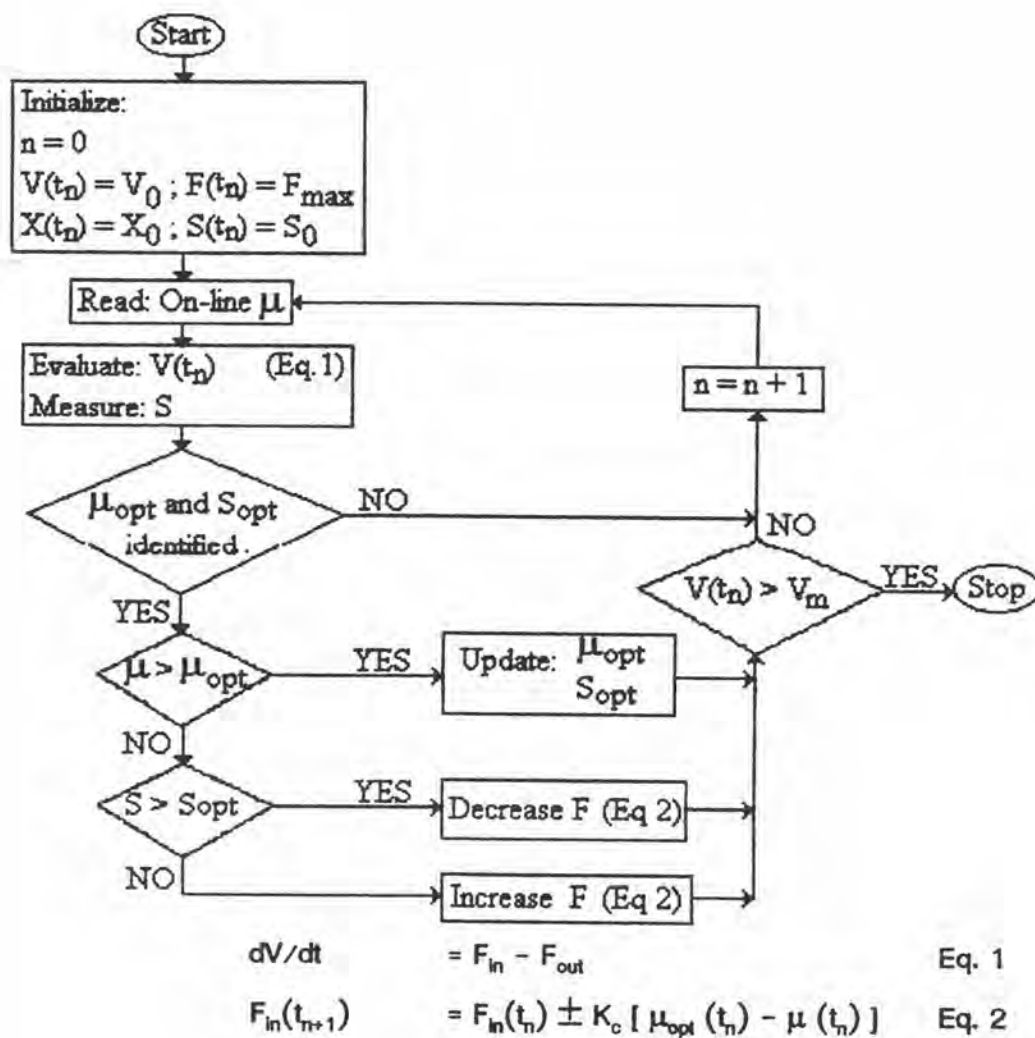 Start
Initialize:
n = 0
V(tn) = V0 ; F(tn) = Fmax
X(tn) = X0 ; S(tn) = S0
Read: On-line μ
Evaluate: V(tn) (Eq.1)
Measure: S
n = n + 1
μopt and Sopt
identified.
NO
NO
V(tn) > Vm
YES
Stop
YES
μ > μopt
YES
Update: μopt
Sopt
NO
S > Sopt
YES
Decrease F (Eq 2)
NO
Increase F (Eq 2)
dV/dt = Fin - Fout Eq. 1
Fin(tn+1) = Fin(tn) ± Kc [ μopt (tn) - μ (tn) ] Eq. 2